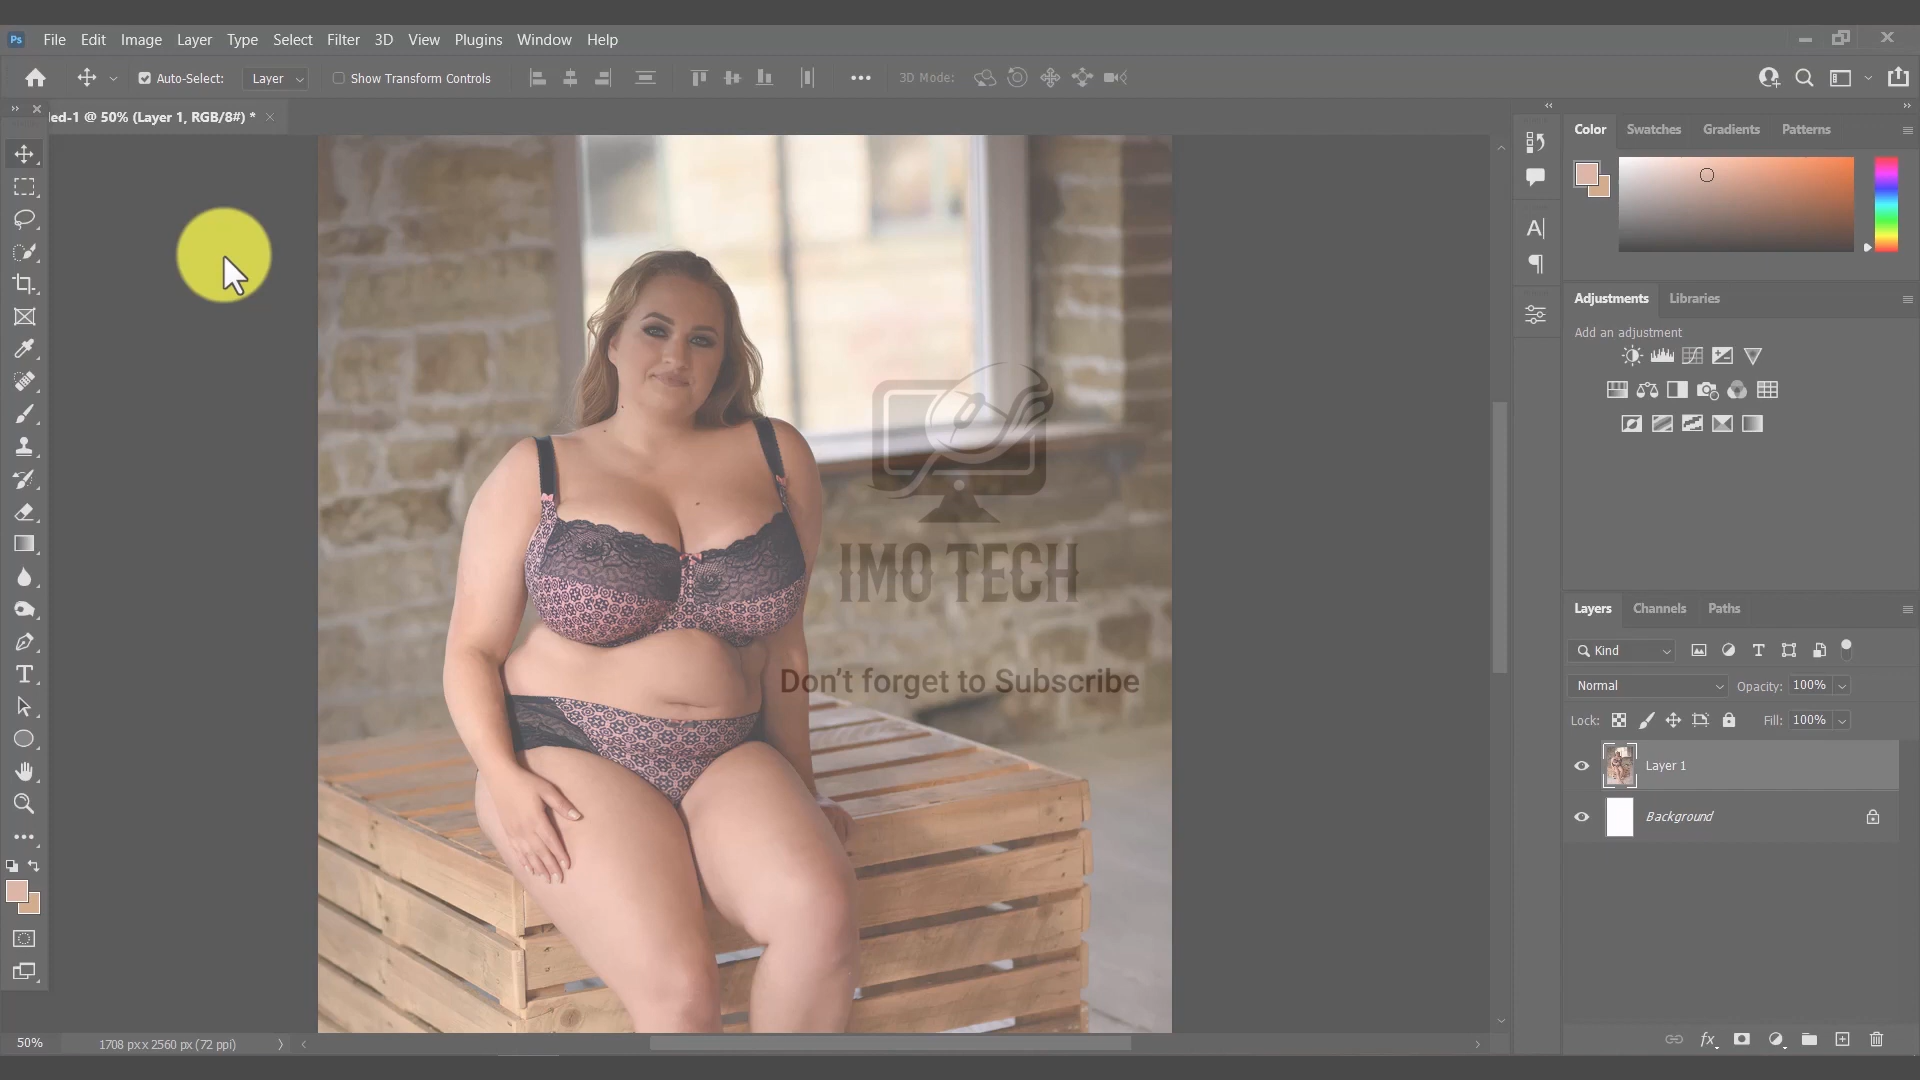 Ps File Edit Image Layer Type Select Filter 3D View Plugins Window Help
Auto-Select: Layer Show Transform Controls 3D Mode:
led-1 @ 50% (Layer 1, RGB/8#) *
Color Swatches Gradients Patterns
Adjustments Libraries
Add an adjustment
IMO TECH
Don't forget to Subscribe
Layers Channels Paths
Kind
Normal Opacity: 100%
Lock: Fill: 100%
Layer 1
Background
50% 1708 px x 2560 px (72 ppi)